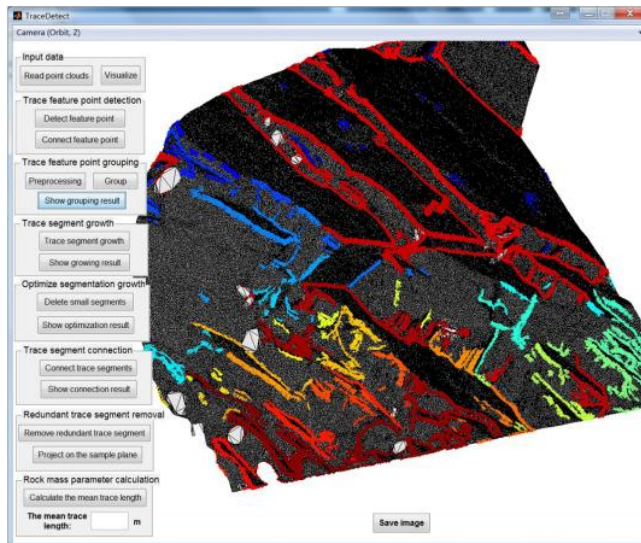 TraceDetect
Camera (Orbit, Z)
Input data
Read point clouds Visualize
Trace feature point detection
Detect feature point
Connect feature point
Trace feature point grouping
Preprocessing Group
Show grouping result
Trace segment growth
Trace segment growth
Show growing result
Optimize segmentation growth
Delete small segments
Show optimization result
Trace segment connection
Connect trace segments
Show connection result
Redundant trace segment removal
Remove redundant trace segment
Project on the sample plane
Rock mass parameter calculation
Calculate the mean trace length
The mean trace
length: m
Save image